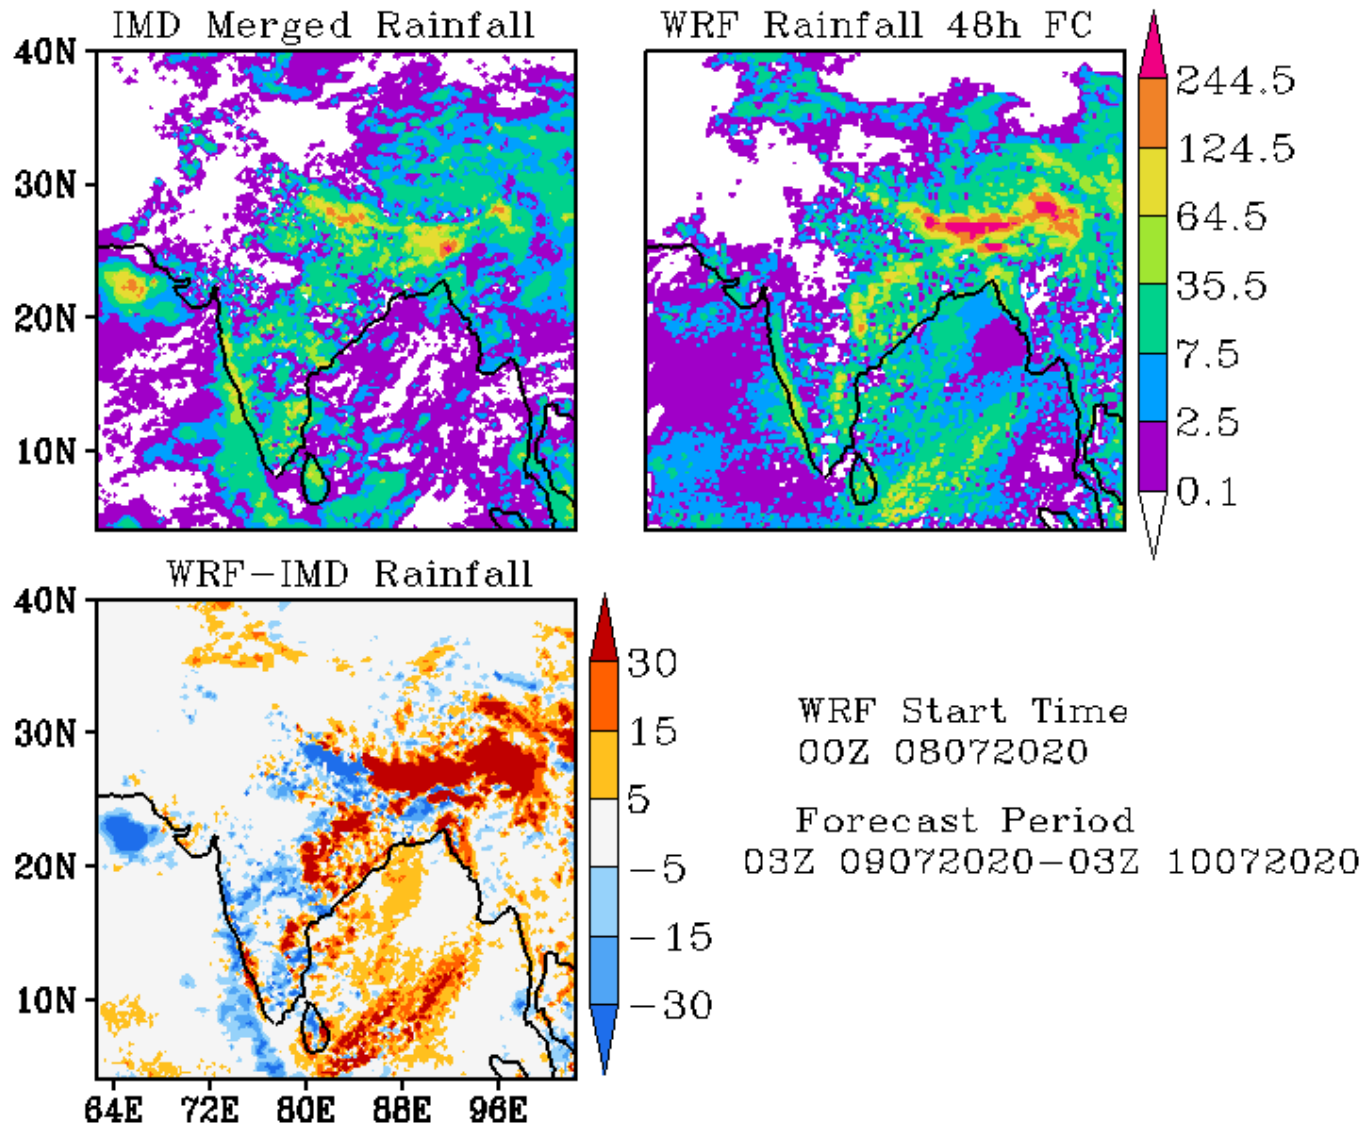 IMD Merged Rainfall
WRF Rainfall 48h FC
40N
30N
20N
10N
244.5
124.5
64.5
35.5
7.5
2.5
0.1
WRF-IMD Rainfall
40N
30N
20N
10N
64E 72E 80E 88E 96E
30
15
5
-5
-15
-30
WRF Start Time
00Z 08072020
Forecast Period
03Z 09072020-03Z 10072020